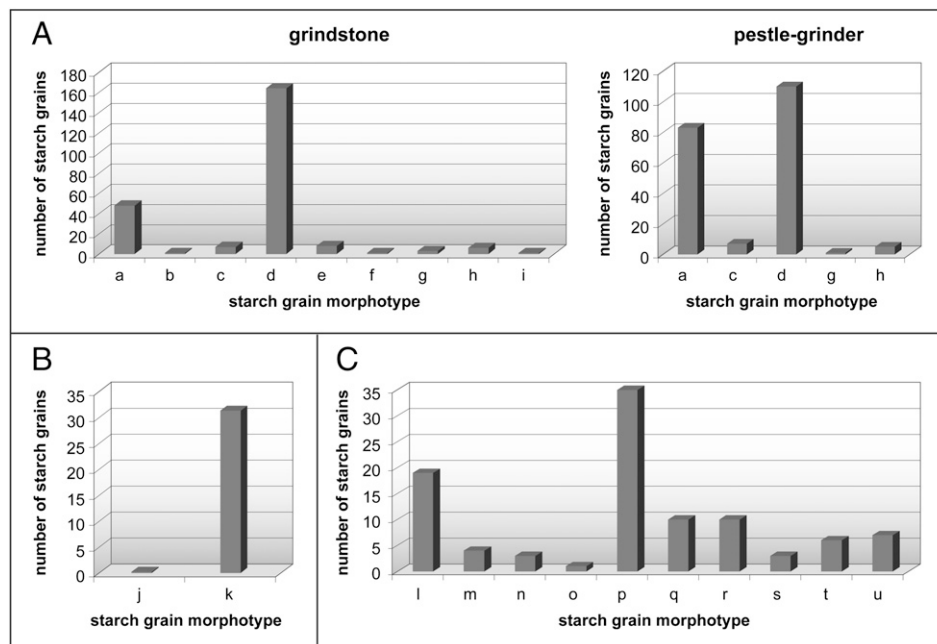 A
grindstone
number of starch grains
180
160
140
120
100
80
60
40
20
0
a b c d e f g h i
starch grain morphotype
pestle-grinder
number of starch grains
120
100
80
60
40
20
0
a c d g h
starch grain morphotype
B
number of starch grains
35
30
25
20
15
10
5
0
j k
starch grain morphotype
C
number of starch grains
35
30
25
20
15
10
5
0
l m n o p q r s t u
starch grain morphotype